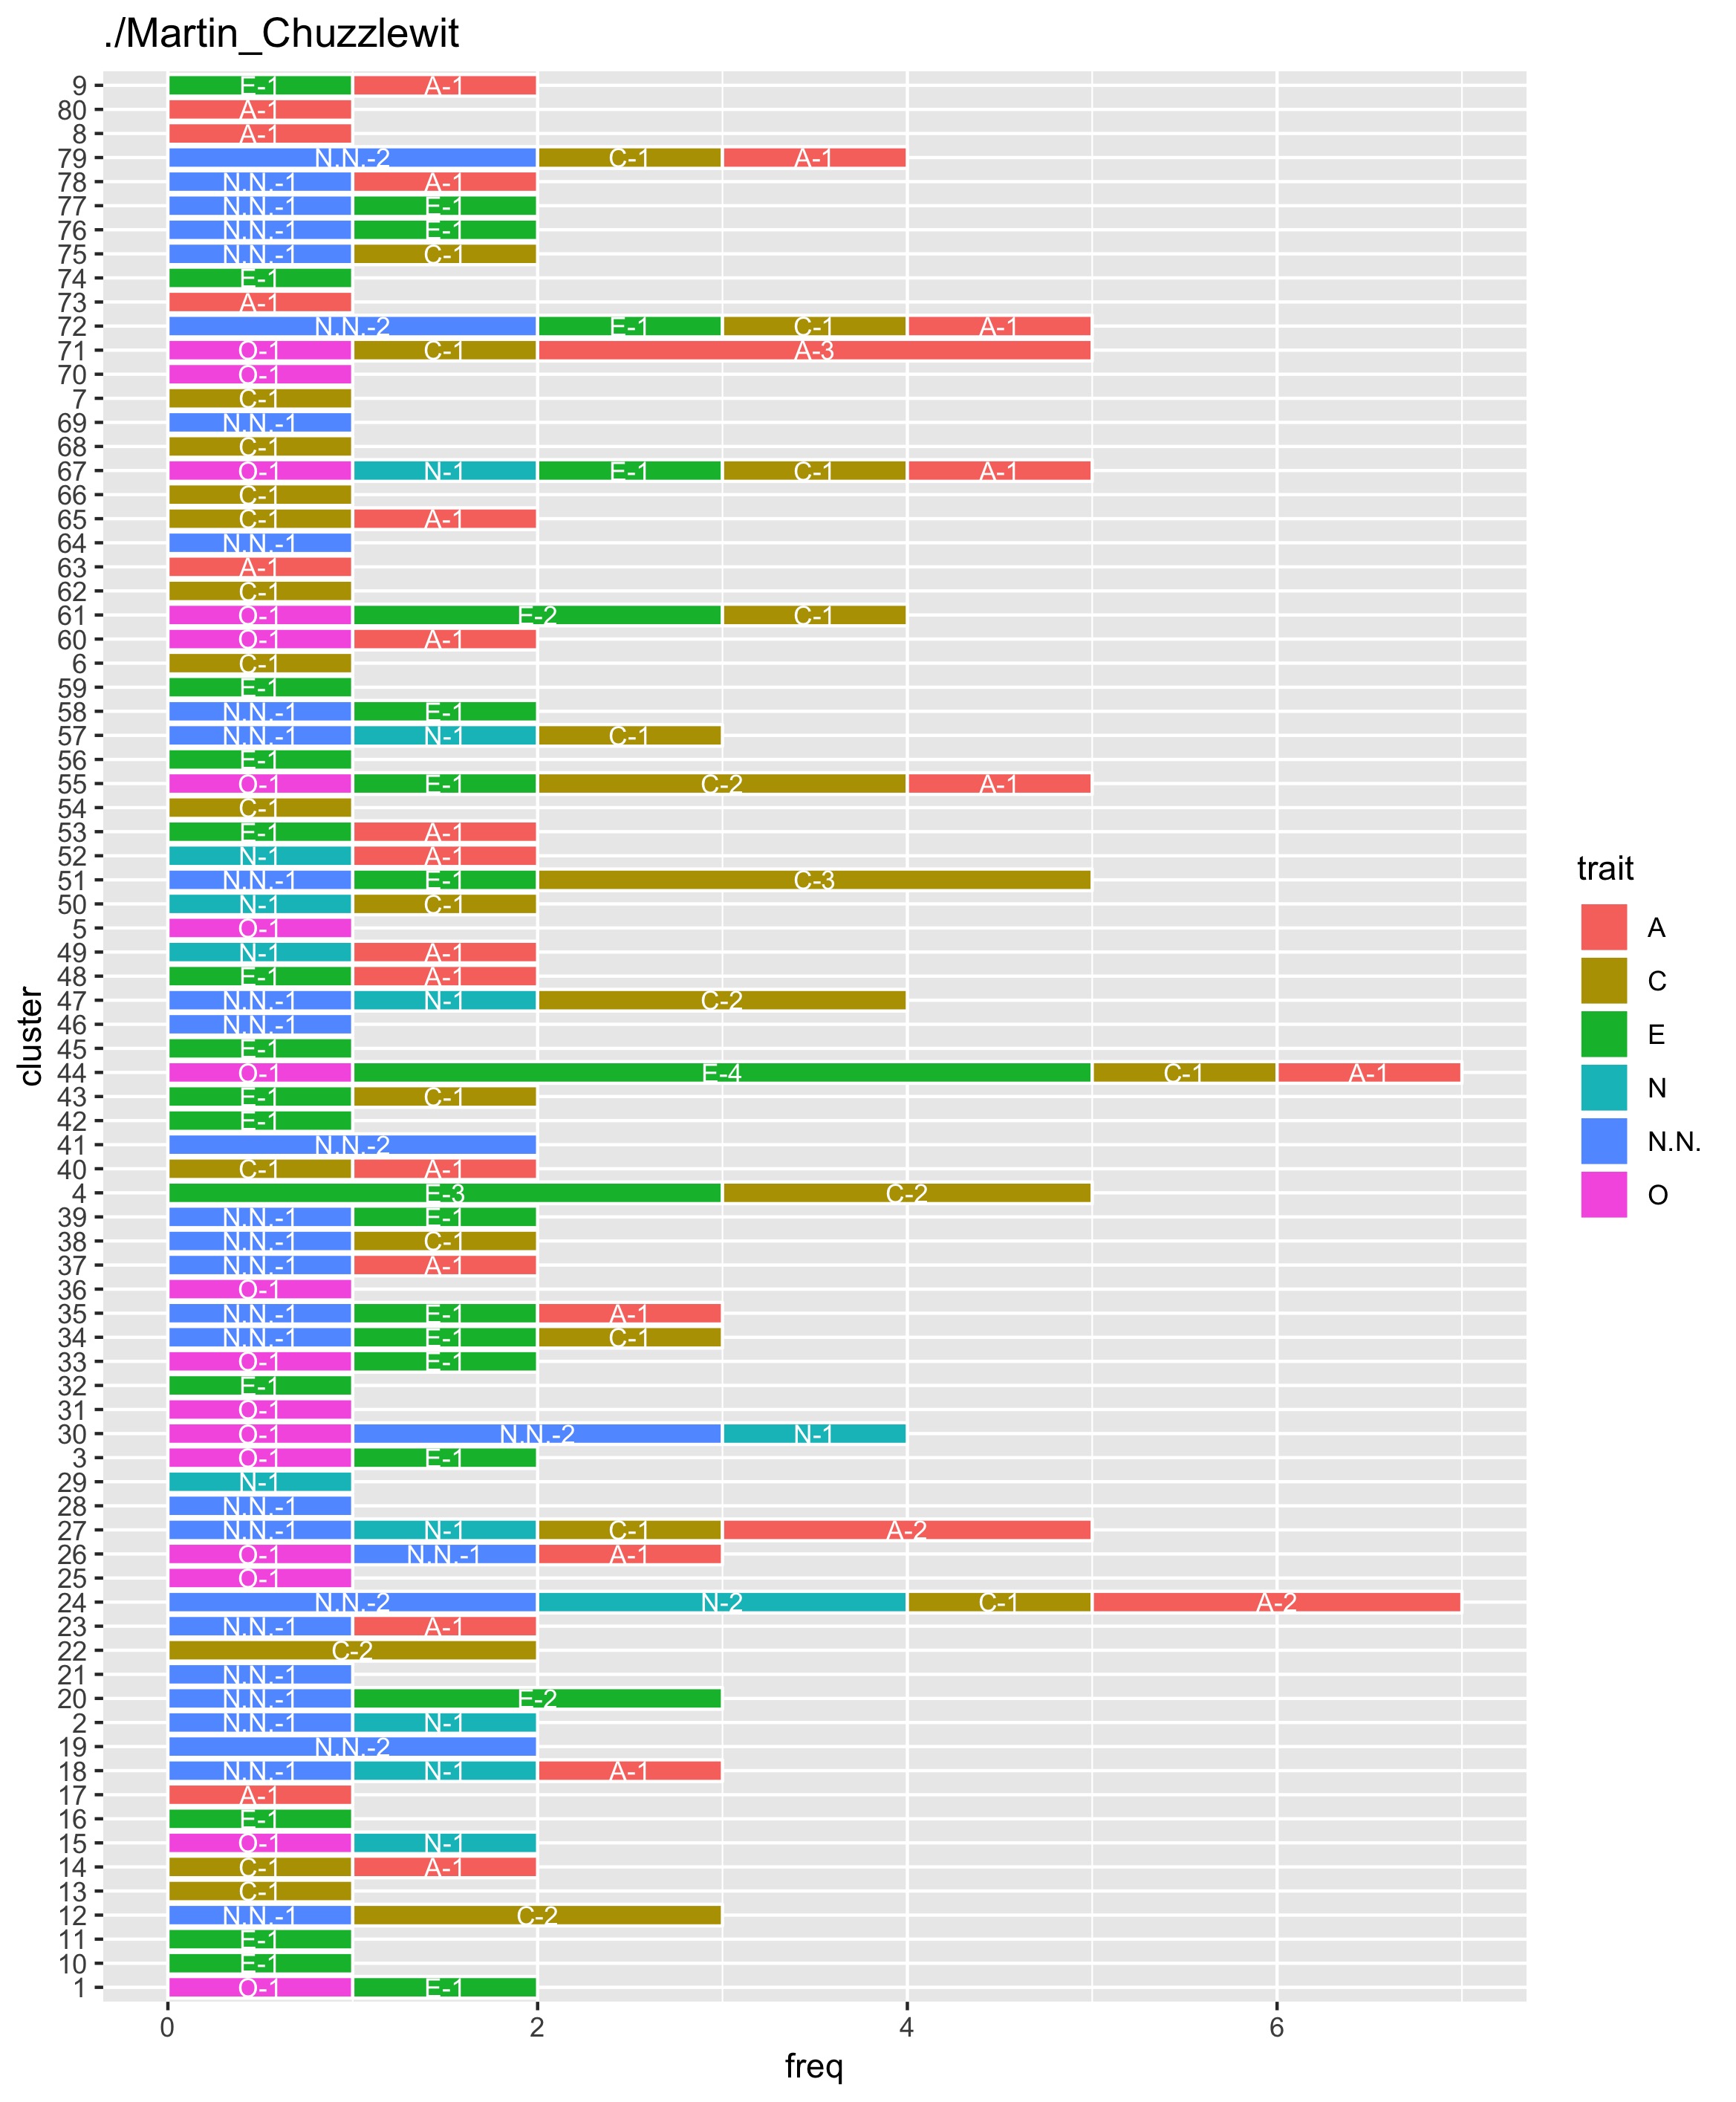 ./Martin_Chuzzlewit
9 E-1 A-1
80 A-1
8 A-1
79 N.N.-2 C-1 A-1
78 N.N.-1 A-1
77 N.N.-1 E-1
76 N.N.-1 E-1
75 N.N.-1 C-1
74 E-1
73 A-1
72 N.N.-2 E-1 C-1 A-1
71 O-1 C-1 A-3
70 O-1
7 C-1
69 N.N.-1
68 C-1
67 O-1 N-1 E-1 C-1 A-1
66 C-1
65 C-1 A-1
64 N.N.-1
63 A-1
62 C-1
61 O-1 E-2 C-1
60 O-1 A-1
6 C-1
59 E-1
58 N.N.-1 E-1
57 N.N.-1 N-1 C-1
56 E-1
55 O-1 E-1 C-2 A-1
54 C-1
53 E-1 A-1
52 N-1 A-1
51 N.N.-1 E-1 C-3
50 N-1 C-1
5 O-1
49 N-1 A-1
48 E-1 A-1
47 N.N.-1 N-1 C-2
46 N.N.-1
45 E-1
44 O-1 E-4 C-1 A-1
43 E-1 C-1
42 E-1
41 N.N.-2
40 C-1 A-1
4 E-3 C-2
39 N.N.-1 E-1
38 N.N.-1 C-1
37 N.N.-1 A-1
36 O-1
35 N.N.-1 E-1 A-1
34 N.N.-1 E-1 C-1
33 O-1 E-1
32 E-1
31 O-1
30 O-1 N.N.-2 N-1
3 O-1 E-1
29 N-1
28 N.N.-1
27 N.N.-1 N-1 C-1 A-2
26 O-1 N.N.-1 A-1
25 O-1
24 N.N.-2 N-2 C-1 A-2
23 N.N.-1 A-1
22 C-2
21 N.N.-1
20 N.N.-1 E-2
2 N.N.-1 N-1
19 N.N.-2
18 N.N.-1 N-1 A-1
17 A-1
16 E-1
15 O-1 N-1
14 C-1 A-1
13 C-1
12 N.N.-1 C-2
11 E-1
10 E-1
1 O-1 E-1
0 2 4 6
freq
cluster
trait
A
C
E
N
N.N.
O